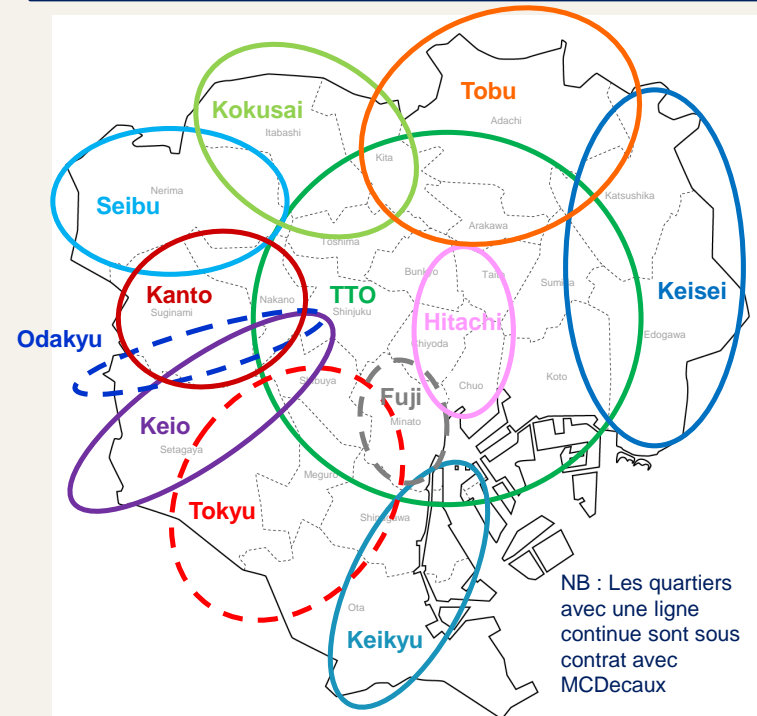 Tobu
Kokusai
Adachi
Itabashi
Kita
Nerima
Katsushika
Seibu
Arakawa
Toshima
Bunkyo
Taito
Sumida
Kanto
Nakano
TTO
Keisei
Suginami
Shinjuku
Hitachi
Odakyu
Chiyoda
Edogawa
Shibuya
Chuo
Koto
Fuji
Keio
Minato
Setagaya
Meguro
Tokyu
Shinagawa
NB : Les quartiers
avec une ligne
continue sont sous
contrat avec
MCDecaux
Ota
Keikyu